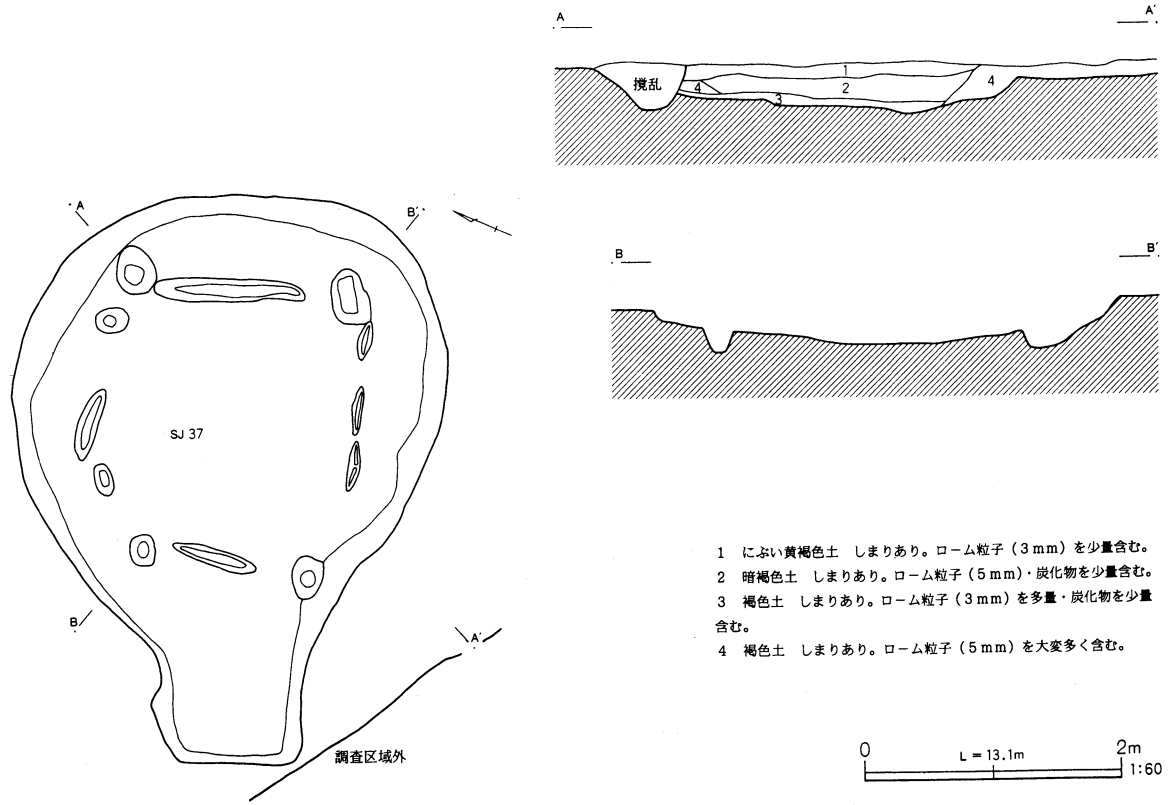 A
A′
1
2
3
4
4
撹乱
A
B′
B
B′
SJ 37
B
A′
調査区域外
1 にぶい黄褐色土 しまりあり。ローム粒子(3mm)を少量含む。
2 暗褐色土 しまりあり。ローム粒子(5mm)・炭化物を少量含む。
3 褐色土 しまりあり。ローム粒子(3mm)を多量・炭化物を少量
含む。
4 褐色土 しまりあり。ローム粒子(5mm)を大変多く含む。
0
L=13.1m
2m
1:60